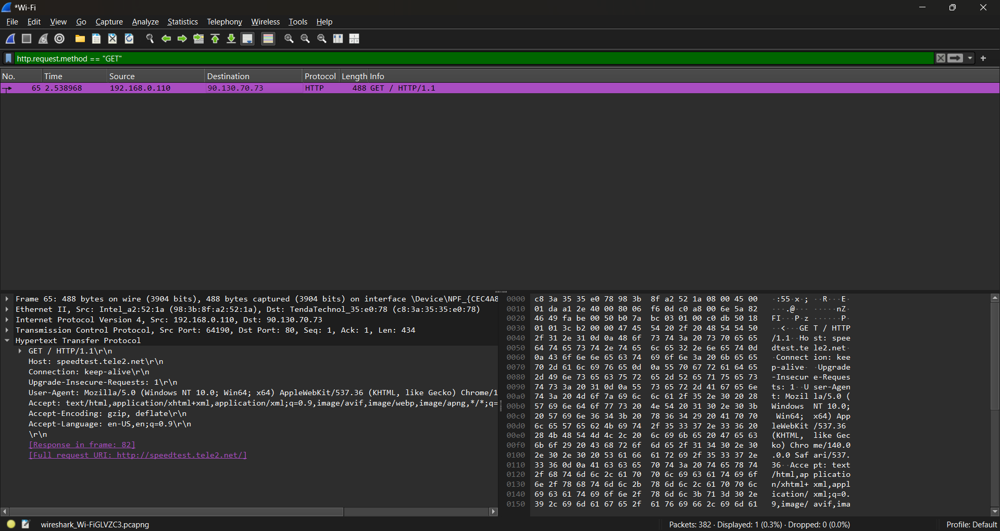 *Wi-Fi
File Edit View Go Capture Analyze Statistics Telephony Wireless Tools Help
http.request.method == "GET"
No. Time Source Destination Protocol Length Info
65 2.538968 192.168.0.110 90.130.70.73 HTTP 488 GET / HTTP/1.1
Frame 65: 488 bytes on wire (3904 bits), 488 bytes captured (3904 bits) on interface \Device\NPF_{CEC4A8
Ethernet II, Src: Intel_a2:52:1a (98:3b:8f:a2:52:1a), Dst: TendaTechnol_35:e0:78 (c8:3a:35:35:e0:78)
Internet Protocol Version 4, Src: 192.168.0.110, Dst: 90.130.70.73
Transmission Control Protocol, Src Port: 64190, Dst Port: 80, Seq: 1, Ack: 1, Len: 434
Hypertext Transfer Protocol
GET / HTTP/1.1\r\n
Host: speedtest.tele2.net\r\n
Connection: keep-alive\r\n
Upgrade-Insecure-Requests: 1\r\n
User-Agent: Mozilla/5.0 (Windows NT 10.0; Win64; x64) AppleWebKit/537.36 (KHTML, like Gecko) Chrome/1
Accept: text/html,application/xhtml+xml,application/xml;q=0.9,image/avif,image/webp,image/apng,*/*;q=
Accept-Encoding: gzip, deflate\r\n
Accept-Language: en-US,en;q=0.9\r\n
\r\n
[Response in frame: 82]
[Full request URI: http://speedtest.tele2.net/]
0000 c8 3a 35 35 e0 78 98 3b 8f a2 52 1a 08 00 45 00 ·:55·x·; ··R···E·
0010 01 da a1 2e 40 00 80 06 f6 0d c0 a8 00 6e 5a 82 ···.@··· ·····nZ·
0020 46 49 fa be 00 50 b0 7a bc 03 01 00 c0 db 50 18 FI···P·z ······P·
0030 01 01 3c b2 00 00 47 45 54 20 2f 20 48 54 54 50 ··<···GE T / HTTP
0040 2f 31 2e 31 0d 0a 48 6f 73 74 3a 20 73 70 65 65 /1.1··Ho st: spee
0050 64 74 65 73 74 2e 74 65 6c 65 32 2e 6e 65 74 0d dtest.te le2.net·
0060 0a 43 6f 6e 6e 65 63 74 69 6f 6e 3a 20 6b 65 65 ·Connect ion: kee
0070 70 2d 61 6c 69 76 65 0d 0a 55 70 67 72 61 64 65 p-alive· ·Upgrade
0080 2d 49 6e 73 65 63 75 72 65 2d 52 65 71 75 65 73 -Insecur e-Reques
0090 74 73 3a 20 31 0d 0a 55 73 65 72 2d 41 67 65 6e ts: 1··U ser-Agen
00a0 74 3a 20 4d 6f 7a 69 6c 6c 61 2f 35 2e 30 20 28 t: Mozil la/5.0 (
00b0 57 69 6e 64 6f 77 73 20 4e 54 20 31 30 2e 30 3b Windows  NT 10.0;
00c0 20 57 69 6e 36 34 3b 20 78 36 34 29 20 41 70 70  Win64;  x64) App
00d0 6c 65 57 65 62 4b 69 74 2f 35 33 37 2e 33 36 20 leWebKit /537.36
00e0 28 4b 48 54 4d 4c 2c 20 6c 69 6b 65 20 47 65 63 (KHTML,  like Gec
00f0 6b 6f 29 20 43 68 72 6f 6d 65 2f 31 34 30 2e 30 ko) Chro me/140.0
0100 2e 30 2e 30 20 53 61 66 61 72 69 2f 35 33 37 2e .0.0 Saf ari/537.
0110 33 36 0d 0a 41 63 63 65 70 74 3a 20 74 65 78 74 36··Acce pt: text
0120 2f 68 74 6d 6c 2c 61 70 70 6c 69 63 61 74 69 6f /html,ap plicatio
0130 6e 2f 78 68 74 6d 6c 2b 78 6d 6c 2c 61 70 70 6c n/xhtml+ xml,appl
0140 69 63 61 74 69 6f 6e 2f 78 6d 6c 3b 71 3d 30 2e ication/ xml;q=0.
0150 39 2c 69 6d 61 67 65 2f 61 76 69 66 2c 69 6d 61 9,image/ avif,ima
wireshark_Wi-FiGLVZC3.pcapng
Packets: 382 · Displayed: 1 (0.3%) · Dropped: 0 (0.0%)
Profile: Default